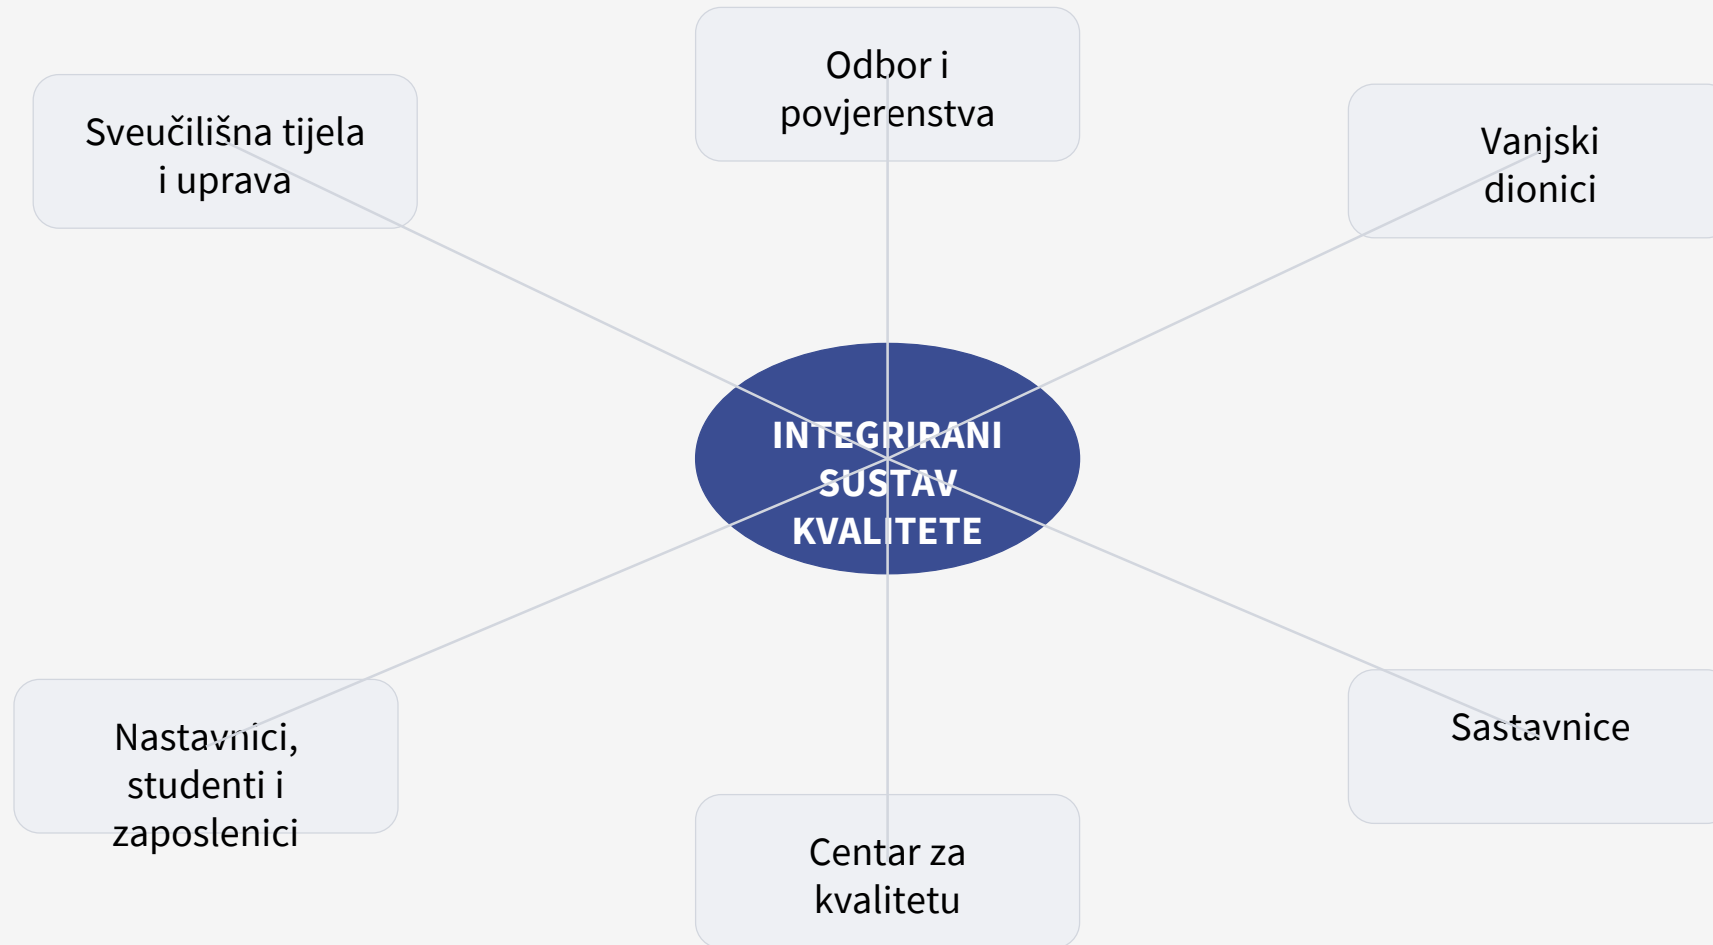 Odbor i
povjerenstva
Sveučilišna tijela
i uprava
Vanjski
dionici
INTEGRIRANI
SUSTAV
KVALITETE
Nastavnici,
studenti i
zaposlenici
Sastavnice
Centar za
kvalitetu